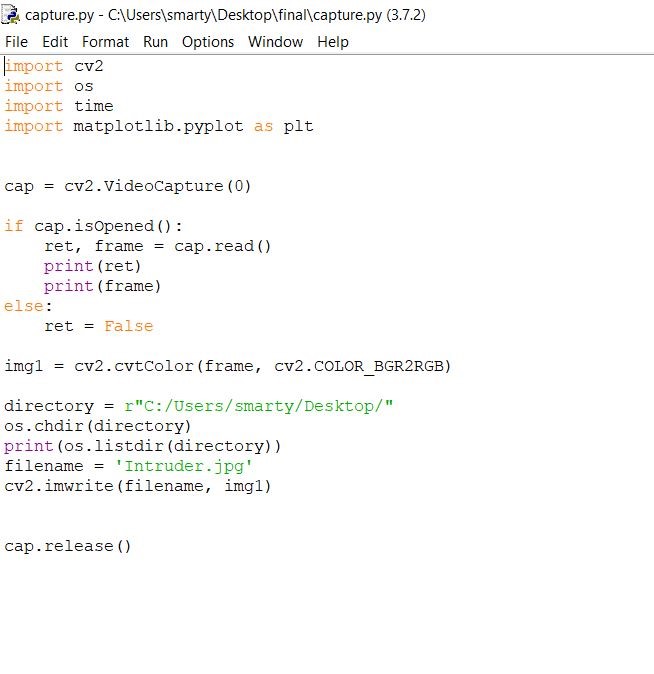 capture.py - C:\Users\smarty\Desktop\final\capture.py (3.7.2)
File Edit Format Run Options Window Help
import cv2
import os
import time
import matplotlib.pyplot as plt
cap = cv2.VideoCapture(0)
if cap.isOpened():
    ret, frame = cap.read()
    print(ret)
    print(frame)
else:
    ret = False
img1 = cv2.cvtColor(frame, cv2.COLOR_BGR2RGB)
directory = r"C:/Users/smarty/Desktop/"
os.chdir(directory)
print(os.listdir(directory))
filename = 'Intruder.jpg'
cv2.imwrite(filename, img1)
cap.release()